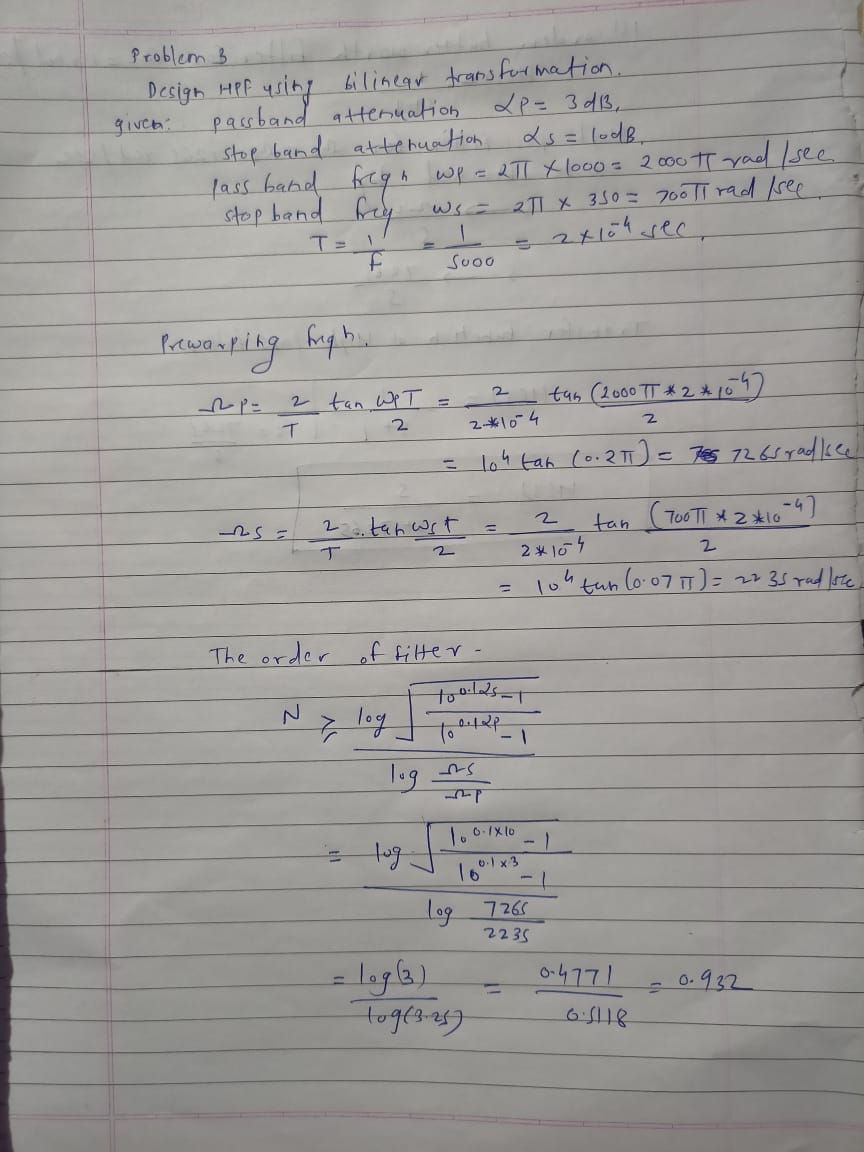 Problem 3
Design HPF using bilinear transformation.
given: passband attenuation αp = 3dB,
stop band attenuation αs = 10dB,
pass band freqn wp = 2π × 1000 = 2000π rad/sec
stop band freq ws = 2π × 350 = 700π rad/sec.
T = 1/f = 1/5000 = 2×10⁻⁴ sec.
Prewarping freqn.
Ωp = 2/T tan wpT/2 = 2/(2*10⁻⁴) tan (2000π * 2 * 10⁻⁴)/2
= 10⁴ tan (0.2π) = 7265 rad/sec
Ωs = 2/T . tan wst/2 = 2/(2*10⁻⁴) tan (700π * 2 * 10⁻⁴)/2
= 10⁴ tan (0.07π) = 2235 rad/sec
The order of filter -
N ≥ log √((10^0.1αs - 1)/(10^0.1αp - 1)) / log Ωs/Ωp
= log √((10^0.1×10 - 1)/(10^0.1×3 - 1)) / log 7265/2235
= log(3)/log(3.25) = 0.4771/0.5118 = 0.932